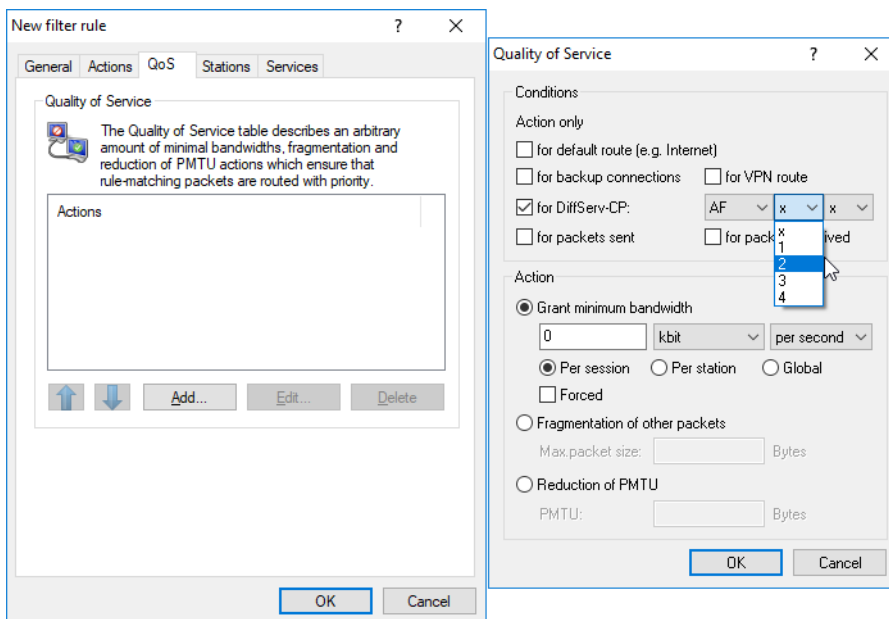 New filter rule ?
General Actions QoS Stations Services
Quality of Service
The Quality of Service table describes an arbitrary
amount of minimal bandwidths, fragmentation and
reduction of PMTU actions which ensure that
rule-matching packets are routed with priority.
Actions
Add... Edit... Delete
OK Cancel
Quality of Service ?
Conditions
Action only
for default route (e.g. Internet)
for backup connections for VPN route
for DiffServ-CP: AF x x
for packets sent for pack ived
x
1
2
3
4
Action
Grant minimum bandwidth
0 kbit per second
Per session Per station Global
Forced
Fragmentation of other packets
Max.packet size: Bytes
Reduction of PMTU
PMTU: Bytes
OK Cancel